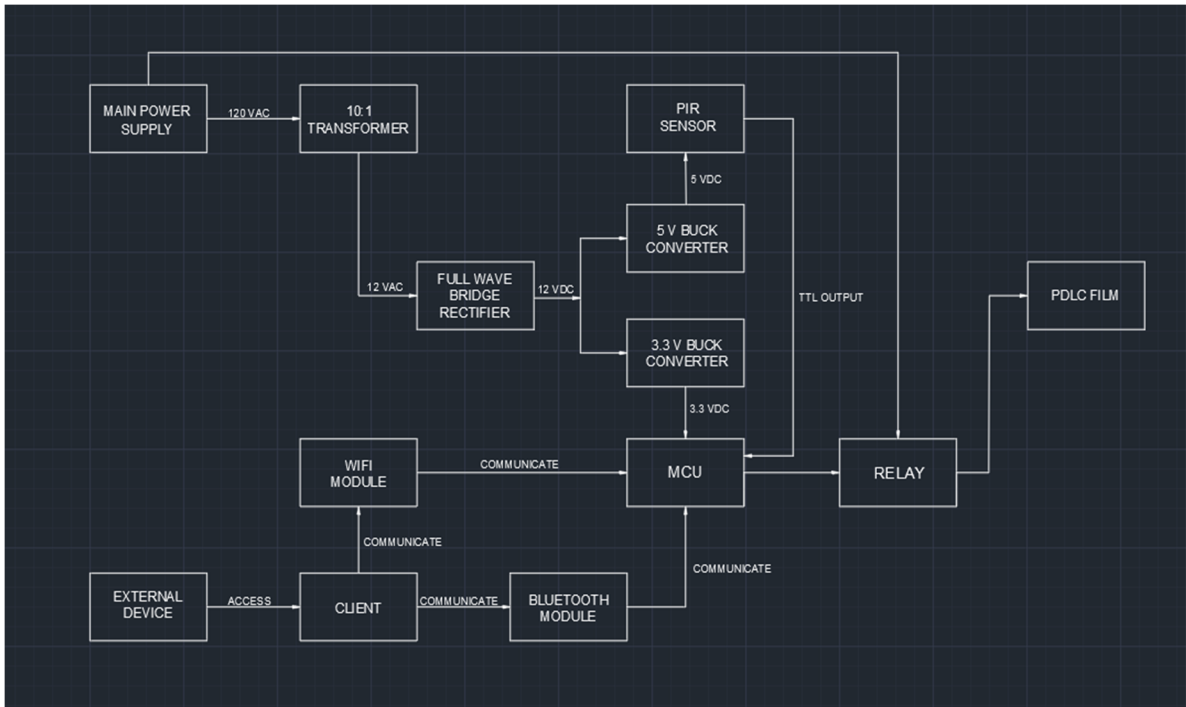 MAIN POWER
SUPPLY
120 VAC
10:1
TRANSFORMER
PIR
SENSOR
5 VDC
5 V BUCK
CONVERTER
12 VAC
FULL WAVE
BRIDGE
RECTIFIER
12 VDC
TTL OUTPUT
PDLC FILM
3.3 V BUCK
CONVERTER
3.3 VDC
WIFI
MODULE
COMMUNICATE
MCU
RELAY
COMMUNICATE
COMMUNICATE
EXTERNAL
DEVICE
ACCESS
CLIENT
COMMUNICATE
BLUETOOTH
MODULE